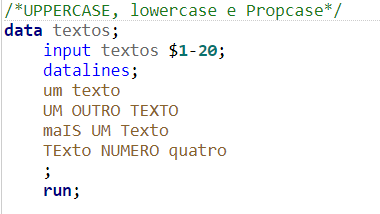 /*UPPERCASE, lowercase e Propcase*/
data textos;
input textos $1-20;
datalines;
um texto
UM OUTRO TEXTO
maIS UM Texto
TExto NUMERO quatro
;
run;